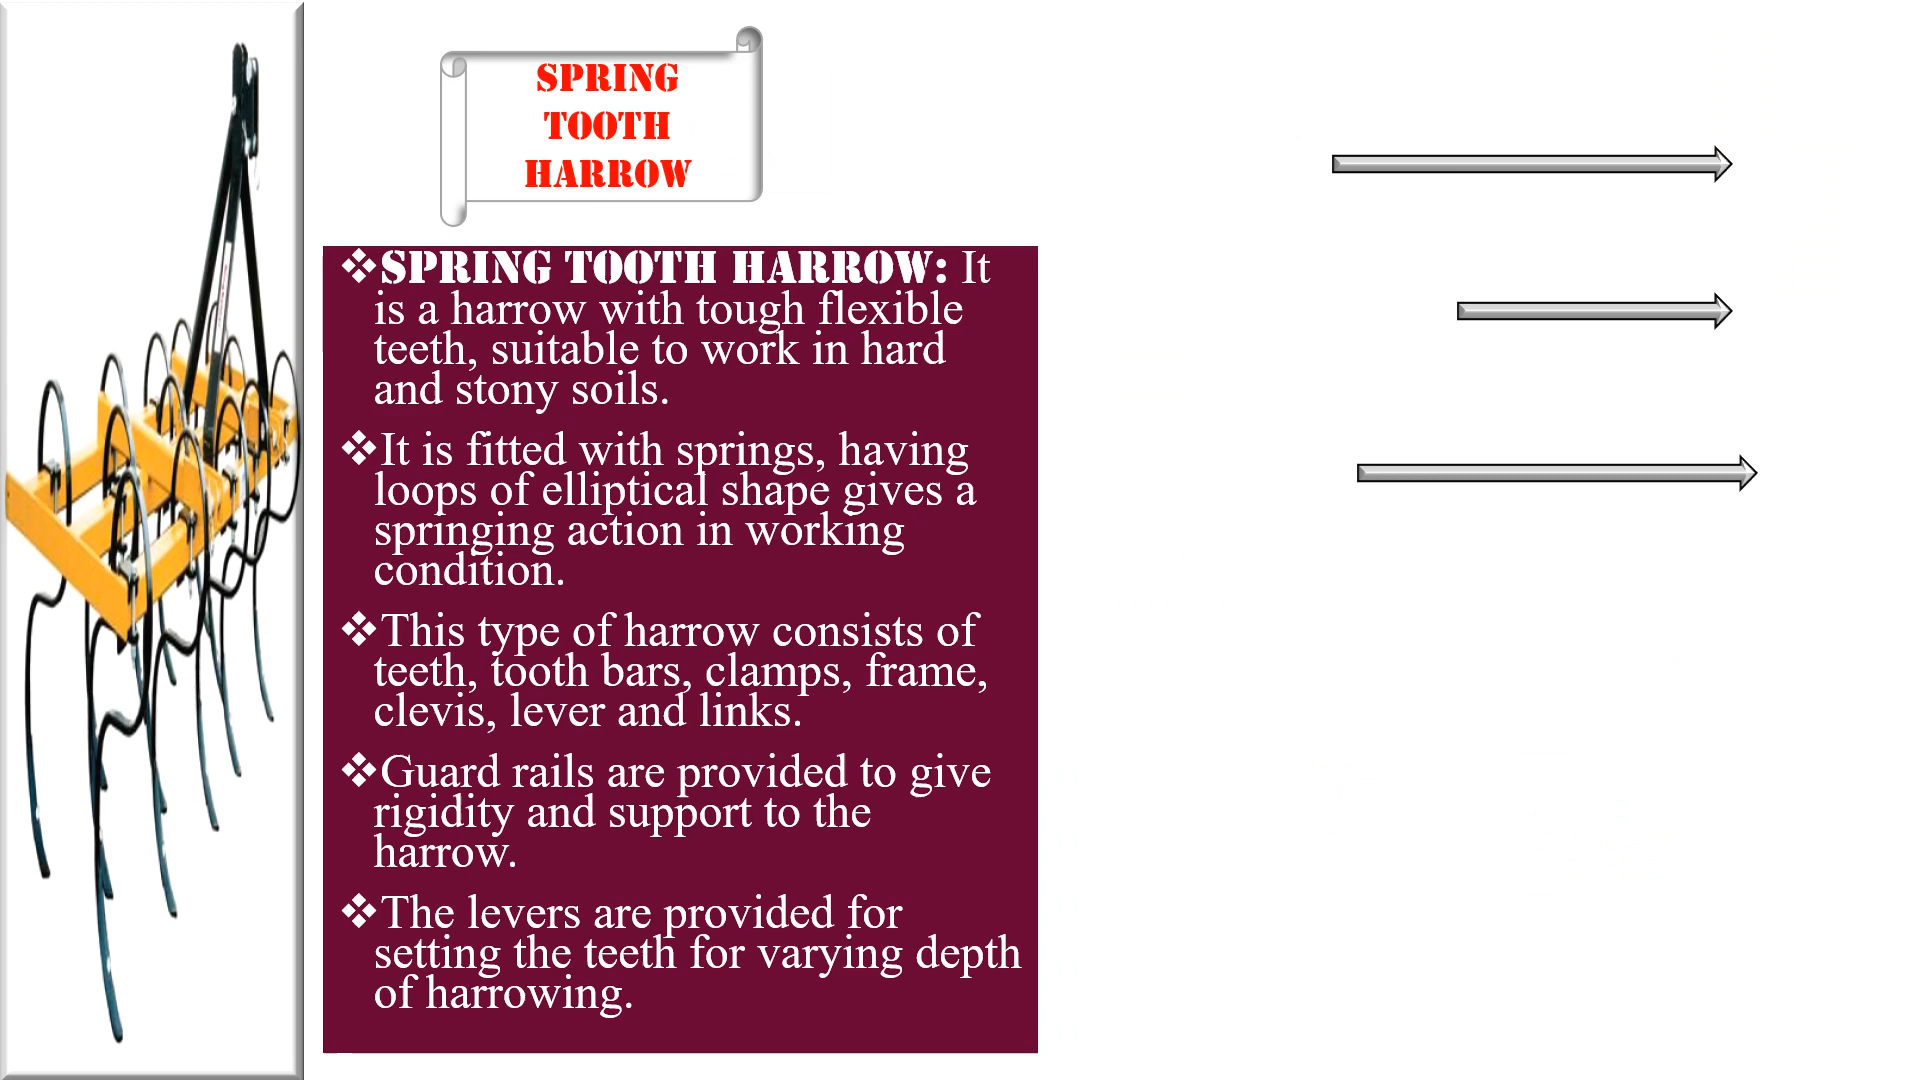 SPRING
TOOTH
HARROW
❖SPRING TOOTH HARROW: It
is a harrow with tough flexible
teeth, suitable to work in hard
and stony soils.
❖It is fitted with springs, having
loops of elliptical shape gives a
springing action in working
condition.
❖This type of harrow consists of
teeth, tooth bars, clamps, frame,
clevis, lever and links.
❖Guard rails are provided to give
rigidity and support to the
harrow.
❖The levers are provided for
setting the teeth for varying depth
of harrowing.